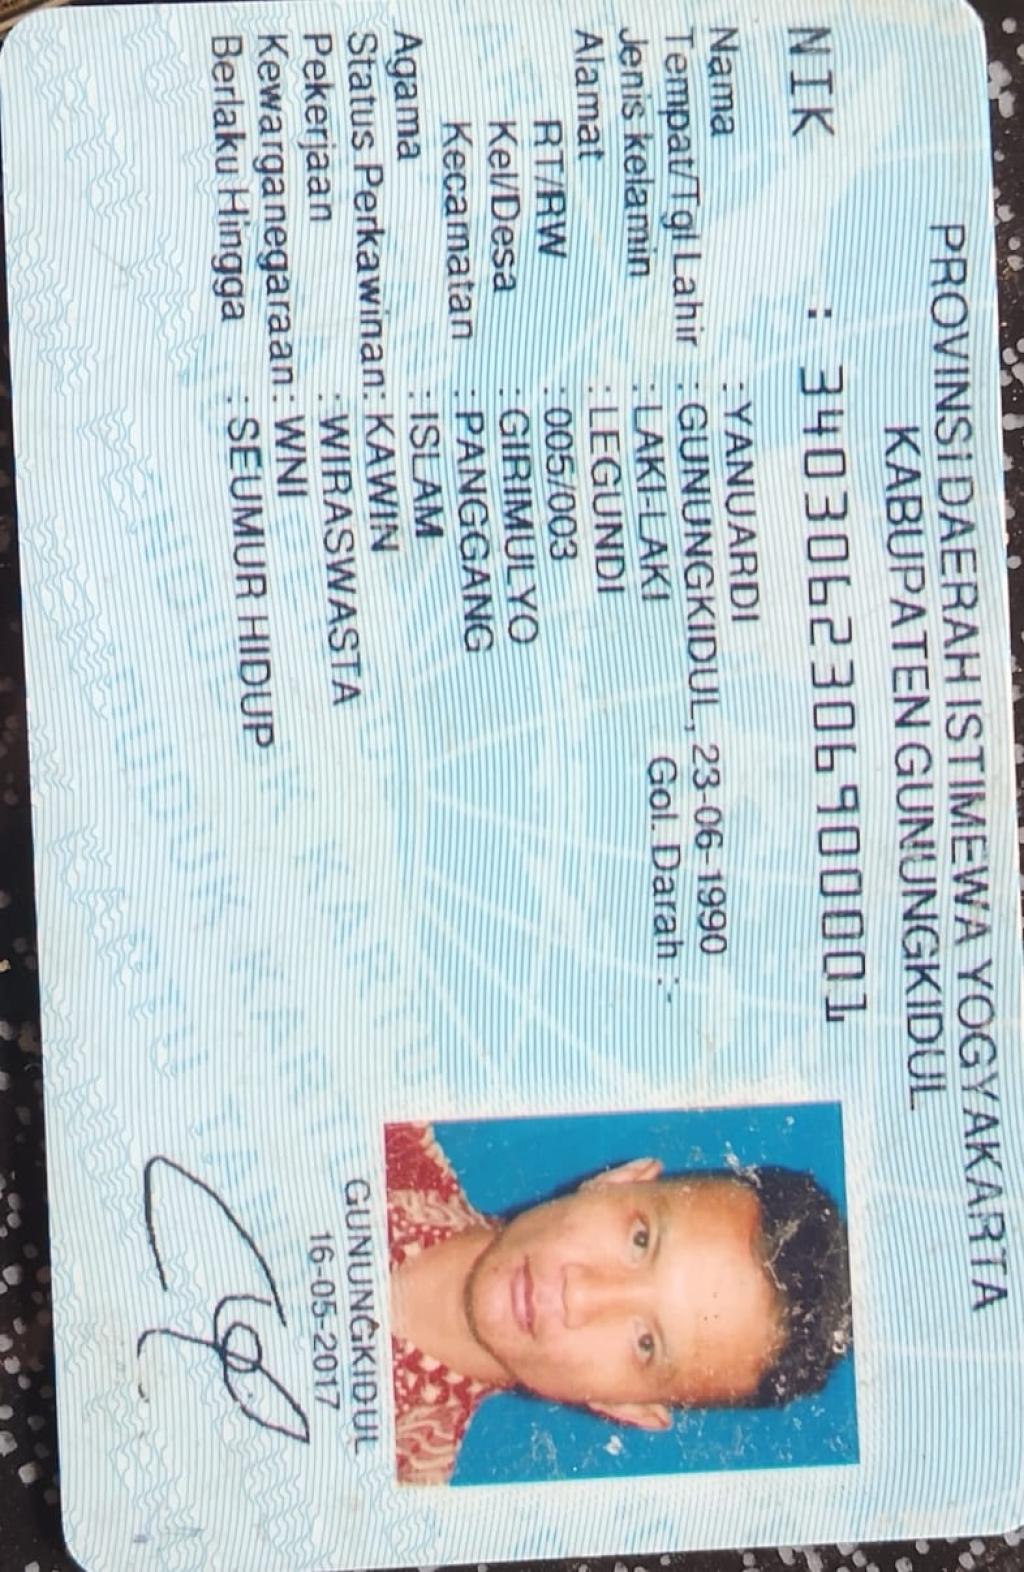 PROVINSI DAERAH ISTIMEWA YOGYAKARTA
KABUPATEN GUNUNGKIDUL
NIK : 3403062306900001
Nama : YANUARDI
Tempat/Tgl Lahir : GUNUNGKIDUL, 23-06-1990
Jenis kelamin : LAKI-LAKI Gol. Darah :-
Alamat : LEGUNDI
RT/RW : 005/003
Kel/Desa : GIRIMULYO
Kecamatan : PANGGANG
Agama : ISLAM
Status Perkawinan: KAWIN
Pekerjaan : WIRASWASTA
Kewarganegaraan: WNI
Berlaku Hingga : SEUMUR HIDUP
GUNUNGKIDUL
16-05-2017